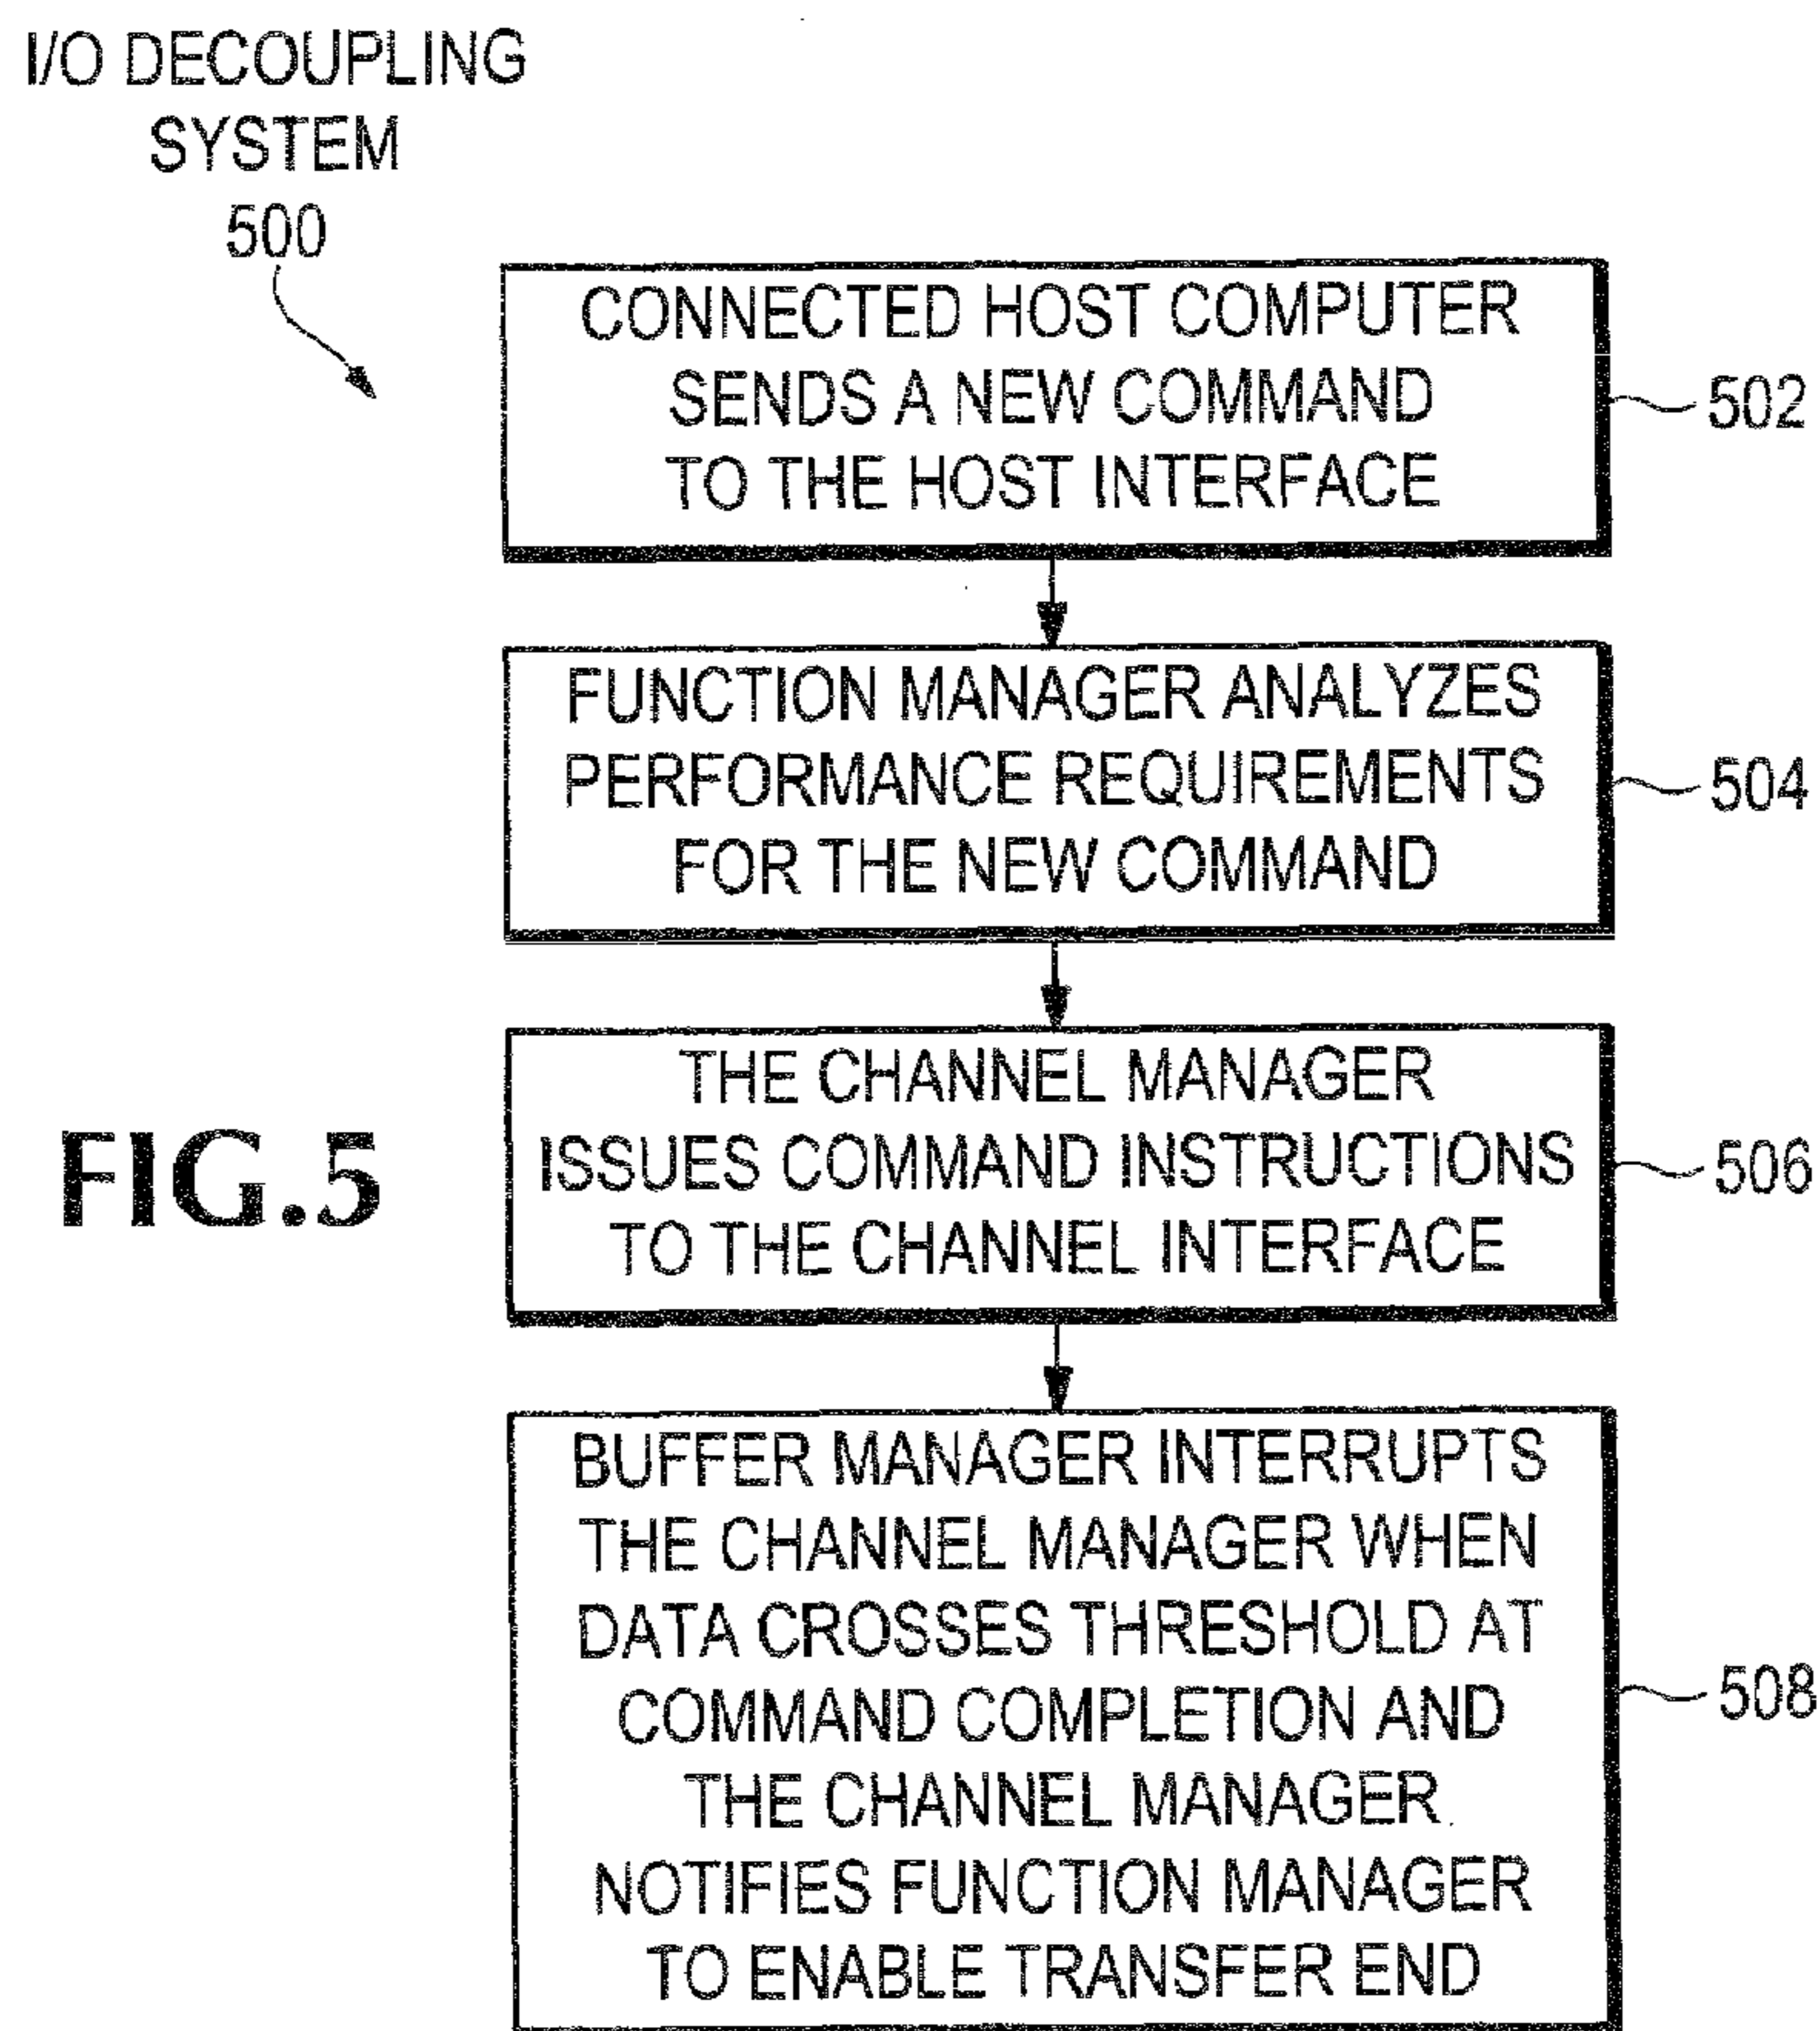 I/O DECOUPLING
SYSTEM
500
CONNECTED HOST COMPUTER
SENDS A NEW COMMAND
TO THE HOST INTERFACE
502
FUNCTION MANAGER ANALYZES
PERFORMANCE REQUIREMENTS
FOR THE NEW COMMAND
504
THE CHANNEL MANAGER
ISSUES COMMAND INSTRUCTIONS
TO THE CHANNEL INTERFACE
506
FIG.5
BUFFER MANAGER INTERRUPTS
THE CHANNEL MANAGER WHEN
DATA CROSSES THRESHOLD AT
COMMAND COMPLETION AND
THE CHANNEL MANAGER
NOTIFIES FUNCTION MANAGER
TO ENABLE TRANSFER END
508